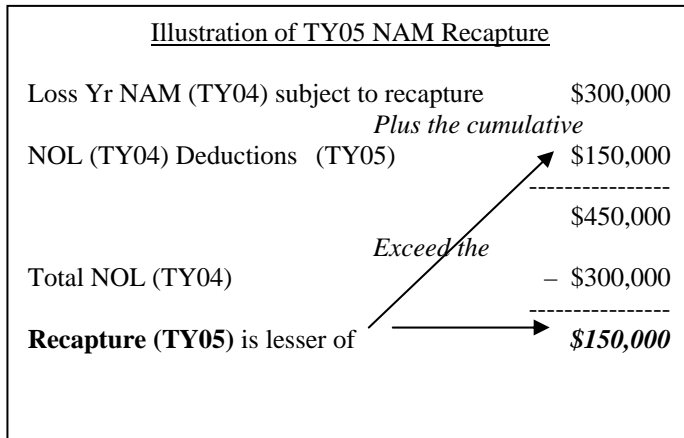 Illustration of TY05 NAM Recapture
Loss Yr NAM (TY04) subject to recapture $300,000
Plus the cumulative
NOL (TY04) Deductions (TY05) $150,000
----------------
$450,000
Exceed the
Total NOL (TY04) – $300,000
----------------
Recapture (TY05) is lesser of $150,000